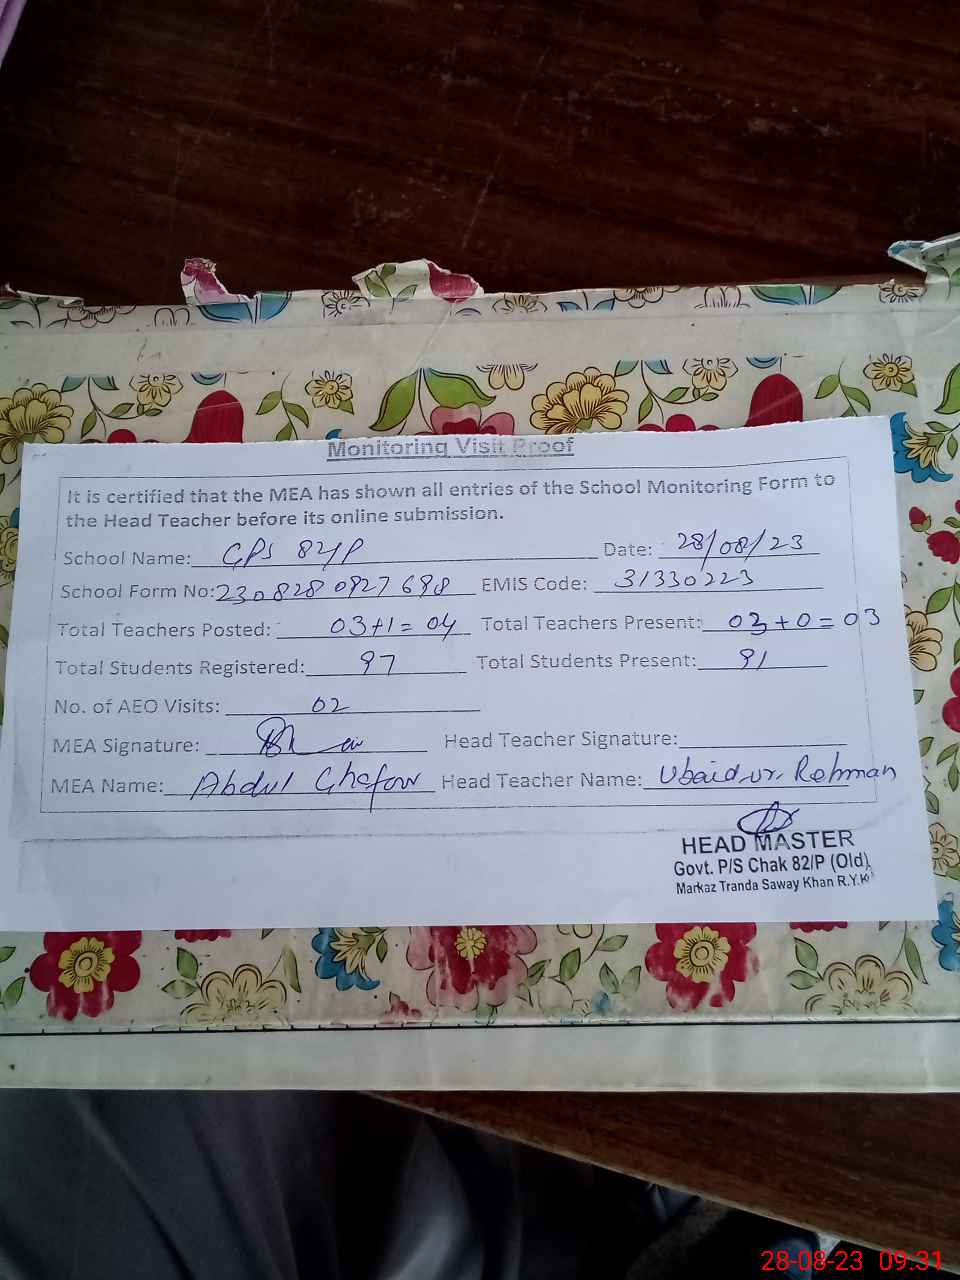 Monitoring Visit Proof
It is certified that the MEA has shown all entries of the School Monitoring Form to
the Head Teacher before its online submission.
School Name: GPS 82/P Date: 28/08/23
School Form No: 2308280827698 EMIS Code: 31330223
Total Teachers Posted: 03+1=04 Total Teachers Present: 03+0=03
Total Students Registered: 97 Total Students Present: 91
No. of AEO Visits: 02
MEA Signature: Head Teacher Signature:
MEA Name: Abdul Ghafoor Head Teacher Name: Ubaid-ur-Rehman
HEAD MASTER
Govt. P/S Chak 82/P (Old)
Markaz Tranda Saway Khan R.Y.K
28-08-23 09:31